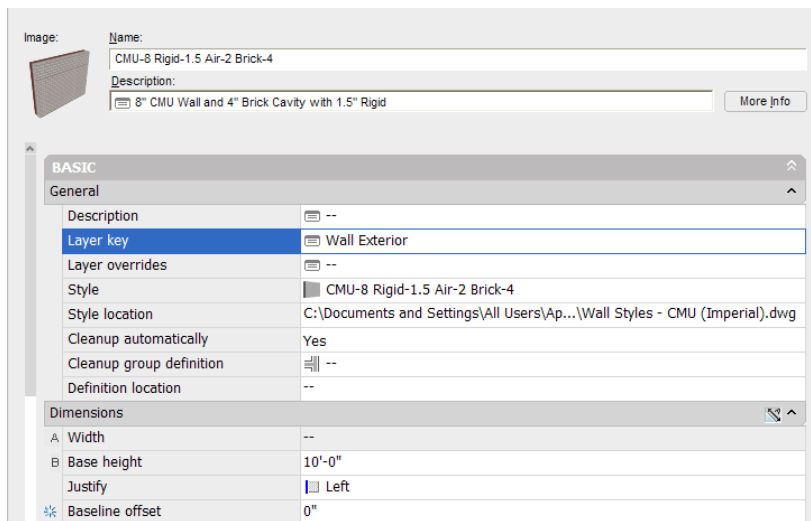 Image:
Name:
CMU-8 Rigid-1.5 Air-2 Brick-4
Description:
8" CMU Wall and 4" Brick Cavity with 1.5" Rigid
More Info
BASIC
General
Description --
Layer key Wall Exterior
Layer overrides --
Style CMU-8 Rigid-1.5 Air-2 Brick-4
Style location C:\Documents and Settings\All Users\Ap...\Wall Styles - CMU (Imperial).dwg
Cleanup automatically Yes
Cleanup group definition --
Definition location --
Dimensions
A Width --
B Base height 10'-0"
Justify Left
Baseline offset 0"